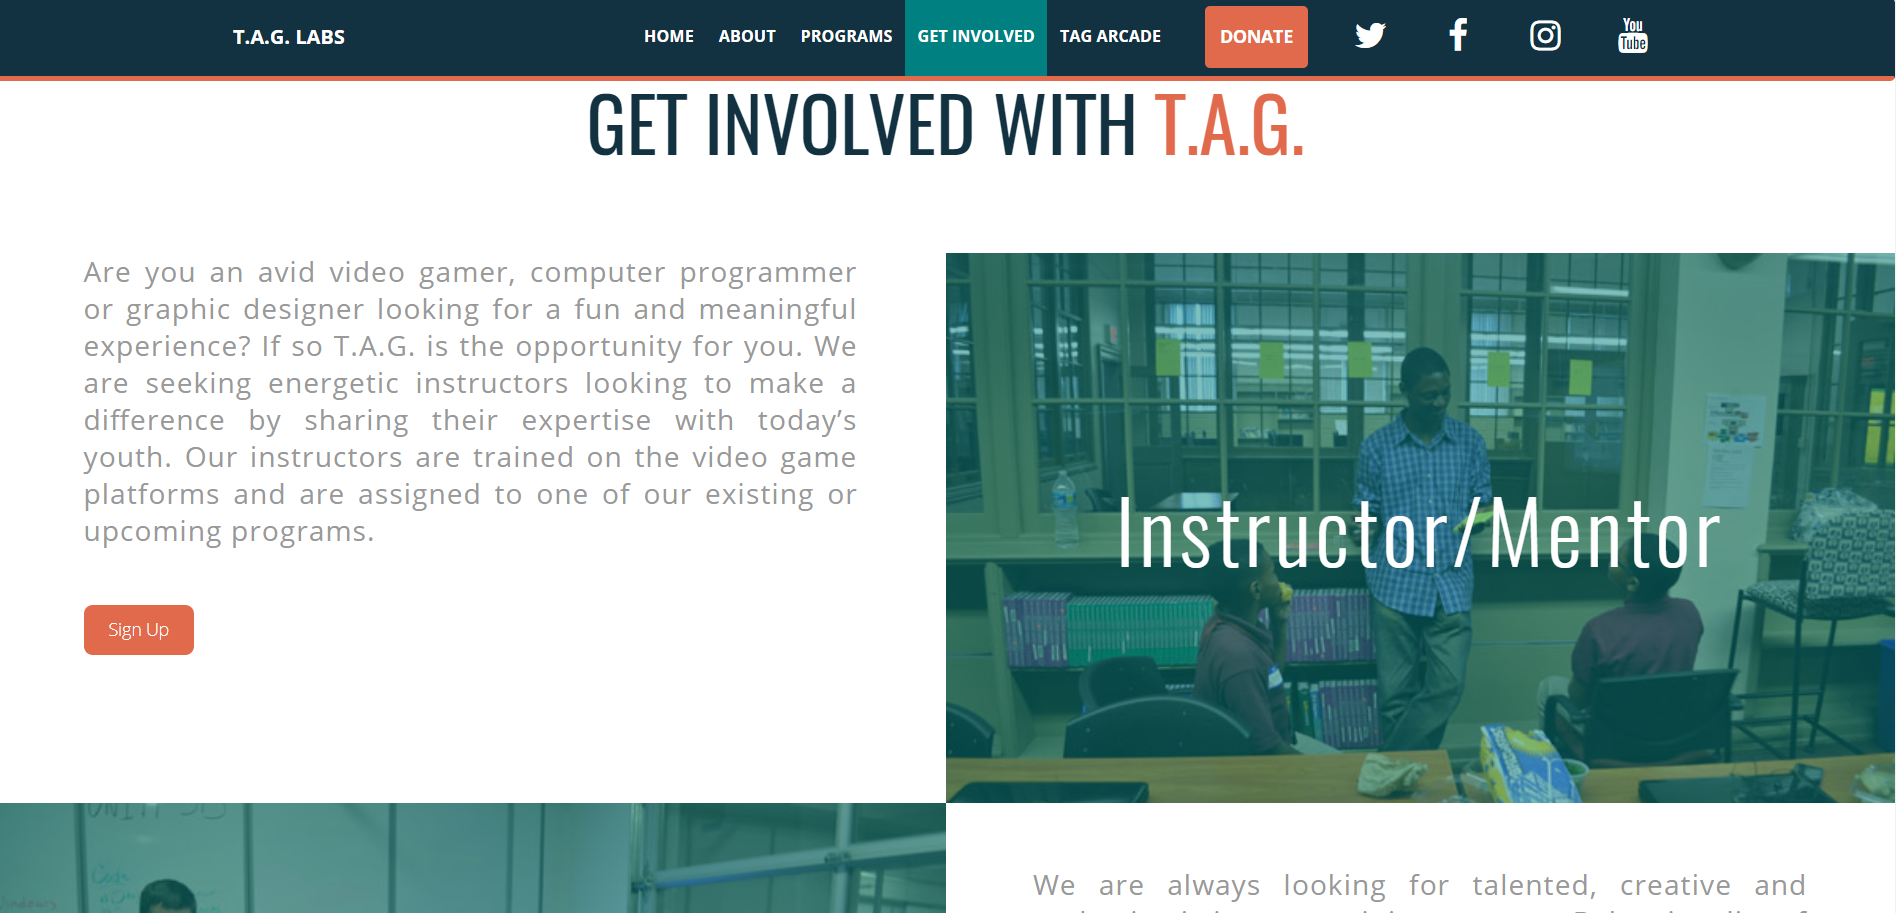 T.A.G. LABS
HOME ABOUT PROGRAMS GET INVOLVED TAG ARCADE DONATE You Tube
GET INVOLVED WITH T.A.G.
Are you an avid video gamer, computer programmer
or graphic designer looking for a fun and meaningful
experience? If so T.A.G. is the opportunity for you. We
are seeking energetic instructors looking to make a
difference by sharing their expertise with today’s
youth. Our instructors are trained on the video game
platforms and are assigned to one of our existing or
upcoming programs.
Sign Up
Instructor/Mentor
Code
We are always looking for talented, creative and